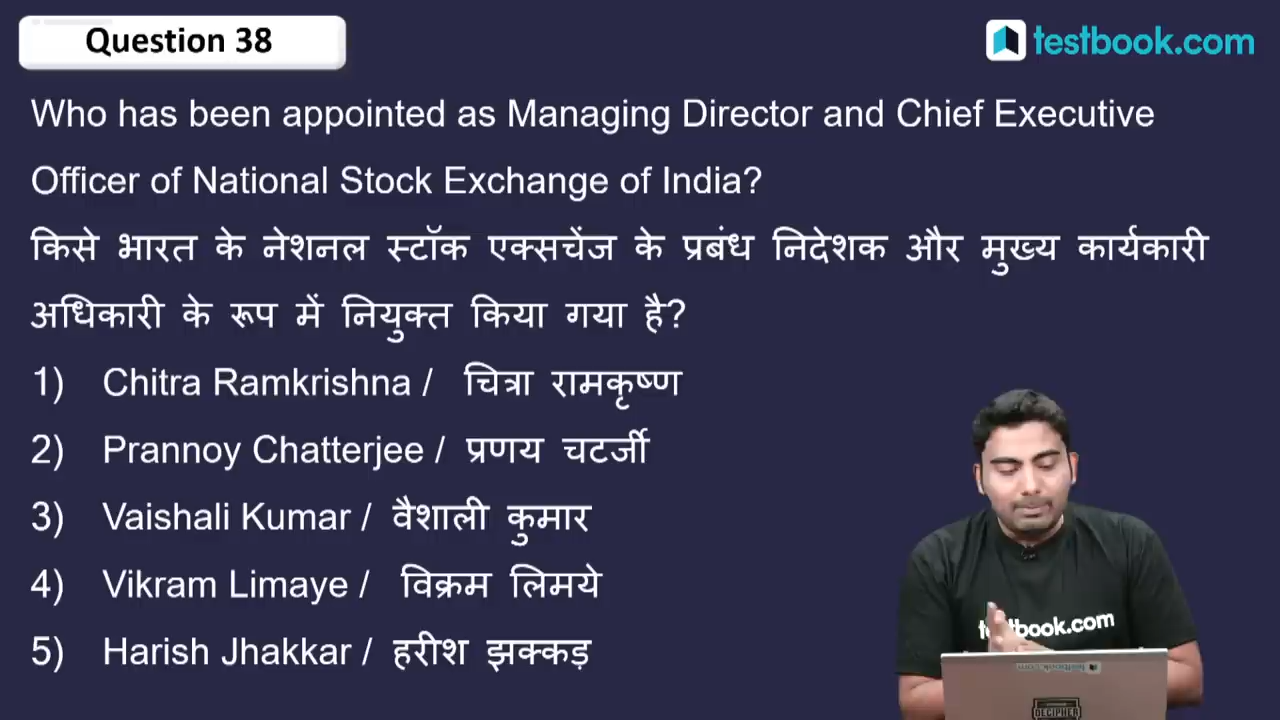 Question 38
testbook.com
Who has been appointed as Managing Director and Chief Executive
Officer of National Stock Exchange of India?
किसे भारत के नेशनल स्टॉक एक्सचेंज के प्रबंध निदेशक और मुख्य कार्यकारी
अधिकारी के रूप में नियुक्त किया गया है?
1) Chitra Ramkrishna / चित्रा रामकृष्ण
2) Prannoy Chatterjee / प्रणय चटर्जी
3) Vaishali Kumar / वैशाली कुमार
4) Vikram Limaye / विक्रम लिमये
5) Harish Jhakkar / हरीश झक्कड़
testbook.com
DECIPHER